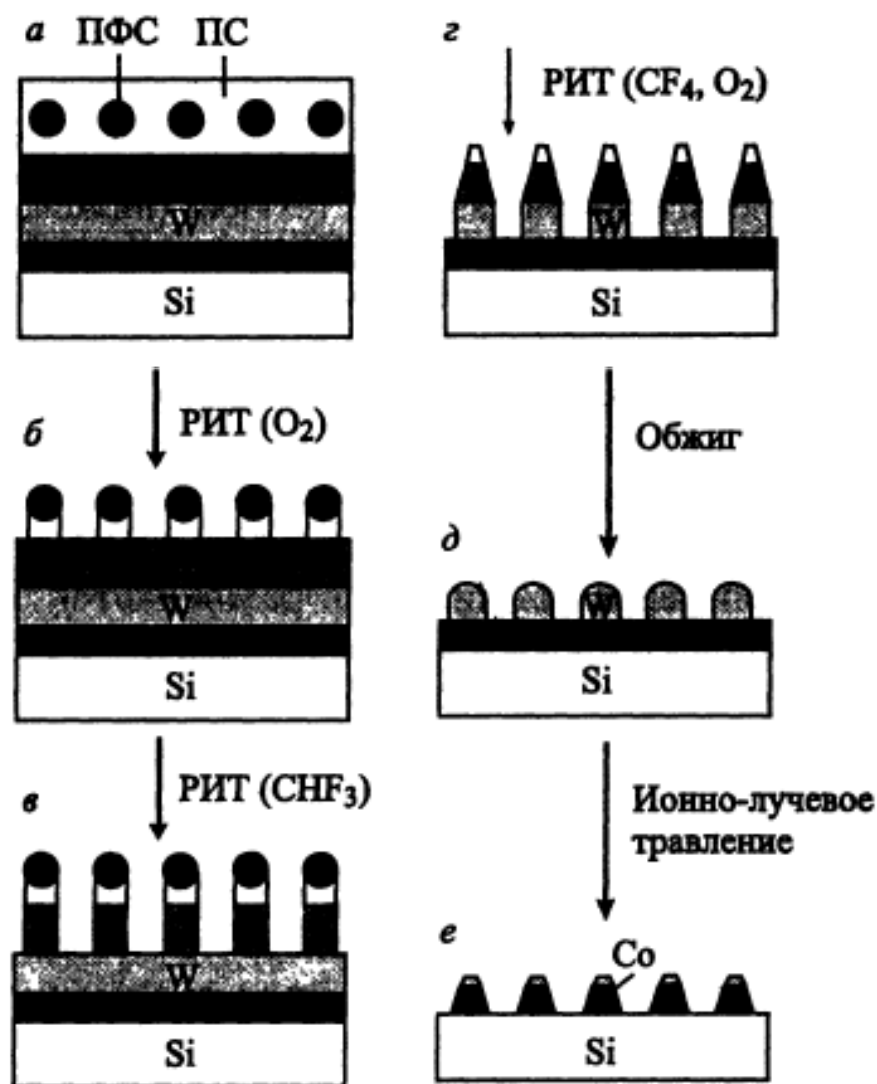 а ПФС ПС
W
Si
РИТ (O₂)
б
W
Si
РИТ (CHF₃)
в
W
Si
г
РИТ (CF₄, O₂)
W
Si
Обжиг
д
W
Si
Ионно-лучевое
травление
е
Co
Si